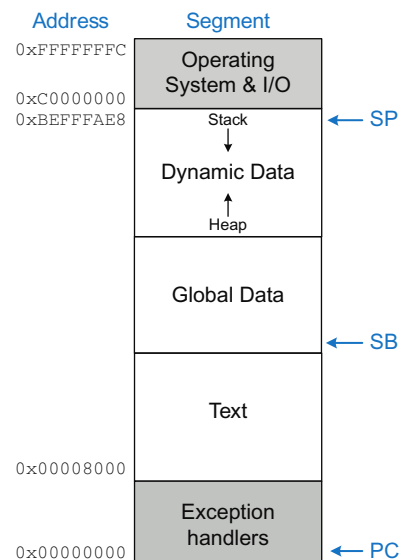 Address Segment
0xFFFFFFFC
Operating
System & I/O
0xC0000000
0xBEFFFAE8 Stack SP
Dynamic Data
Heap
Global Data
SB
Text
0x00008000
Exception
handlers
0x00000000 PC